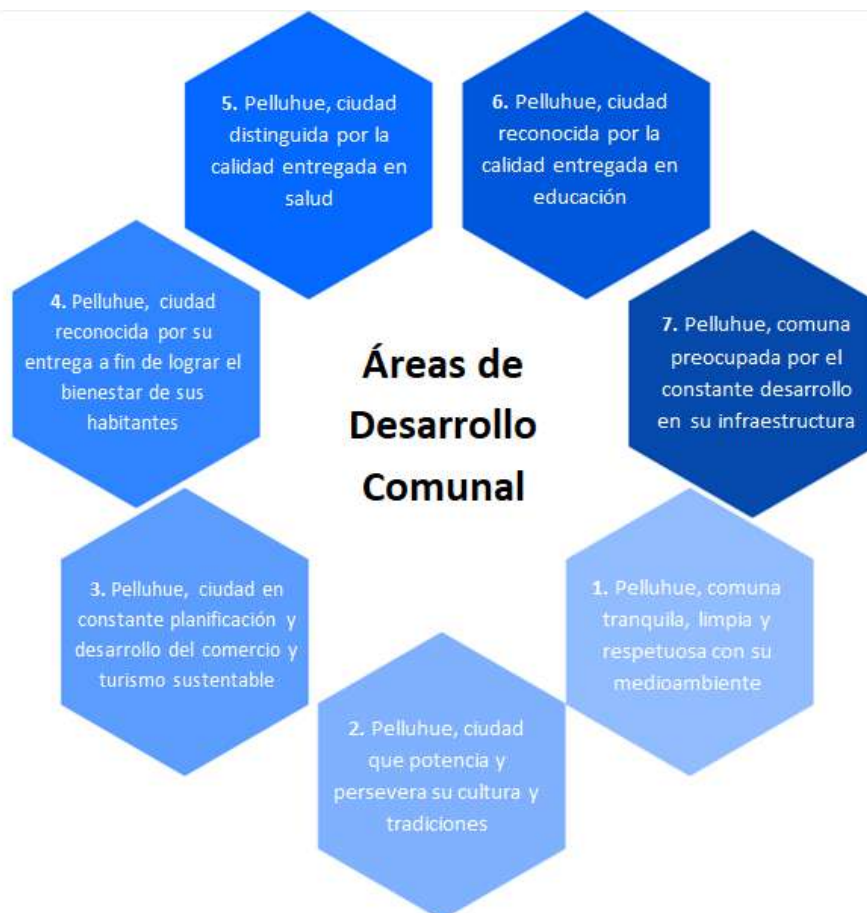 5. Pelluhue, ciudad
distinguida por la
calidad entregada en
salud
6. Pelluhue, ciudad
reconocida por la
calidad entregada en
educación
4. Pelluhue, ciudad
reconocida por su
entrega a fin de lograr el
bienestar de sus
habitantes
Áreas de
Desarrollo
Comunal
7. Pelluhue, comuna
preocupada por el
constante desarrollo
en su infraestructura
3. Pelluhue, ciudad en
constante planificación y
desarrollo del comercio y
turismo sustentable
1. Pelluhue, comuna
tranquila, limpia y
respetuosa con su
medioambiente
2. Pelluhue, ciudad
que potencia y
persevera su cultura y
tradiciones